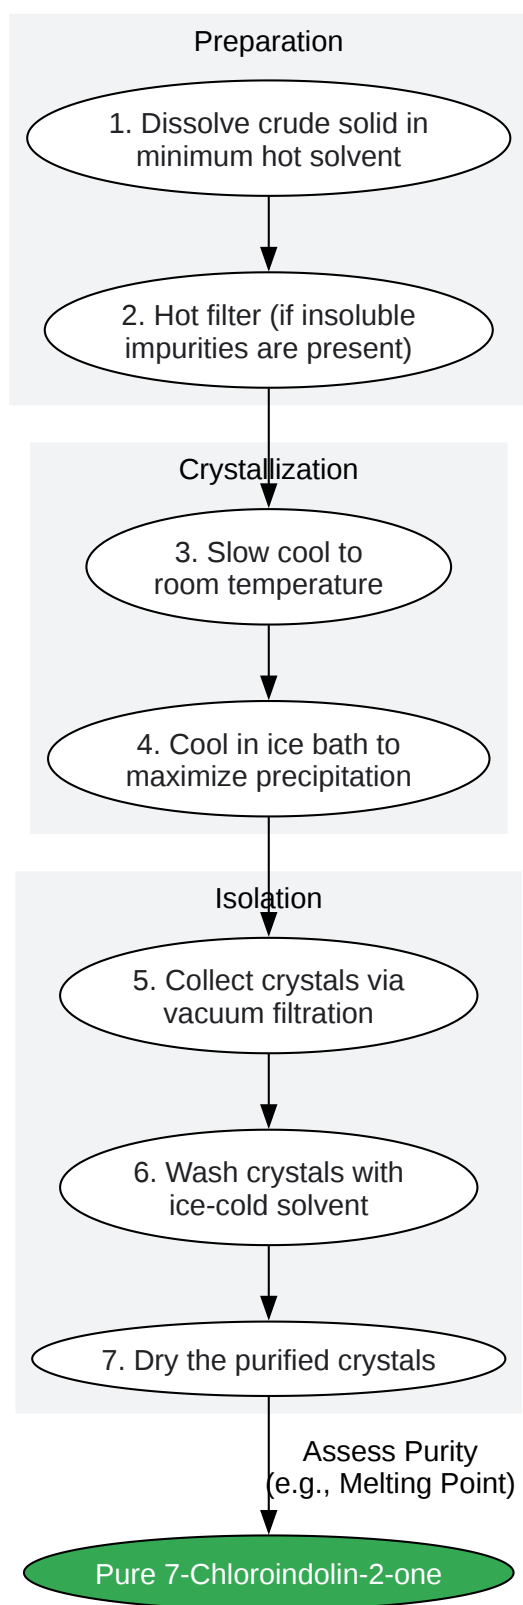 Preparation
1. Dissolve crude solid in
minimum hot solvent
2. Hot filter (if insoluble
impurities are present)
Crystallization
3. Slow cool to
room temperature
4. Cool in ice bath to
maximize precipitation
Isolation
5. Collect crystals via
vacuum filtration
6. Wash crystals with
ice-cold solvent
7. Dry the purified crystals
Assess Purity
(e.g., Melting Point)
Pure 7-Chloroindolin-2-one